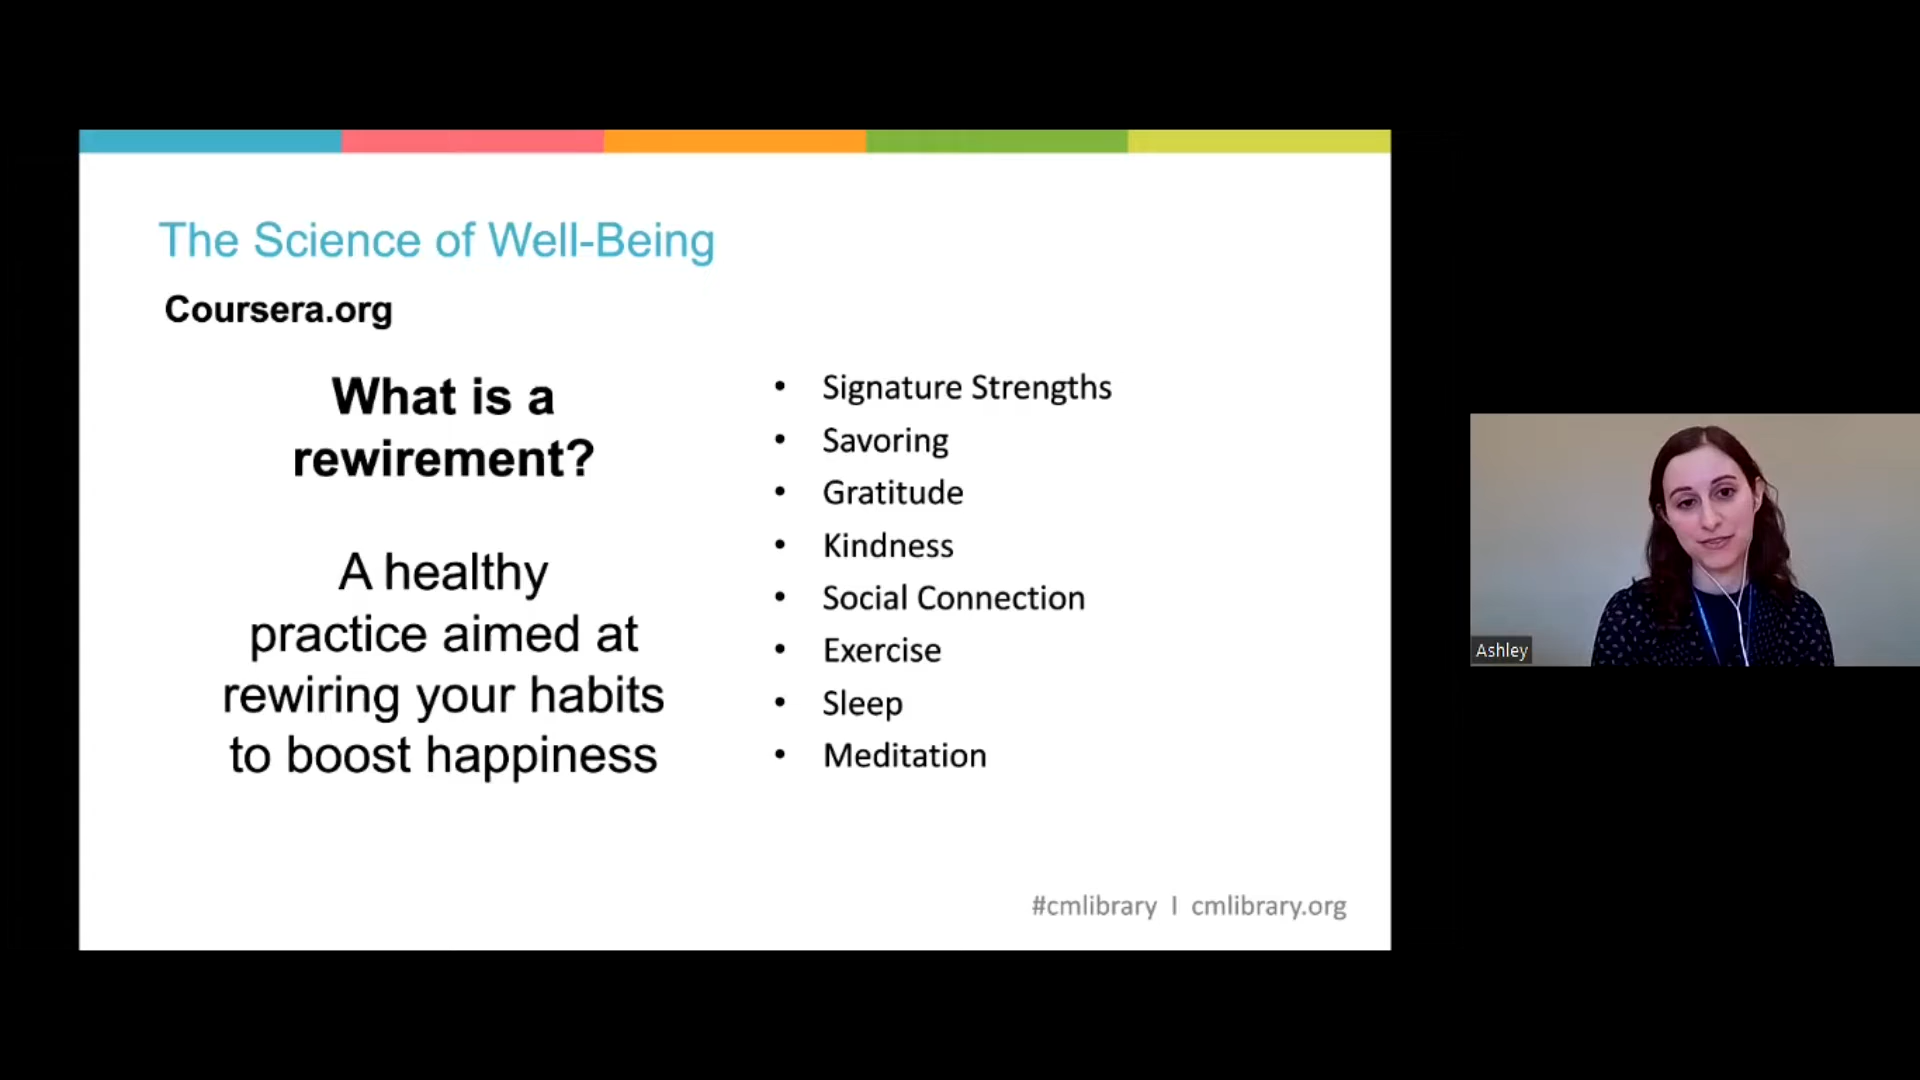 The Science of Well-Being
Coursera.org
What is a
rewirement?
A healthy
practice aimed at
rewiring your habits
to boost happiness
• Signature Strengths
• Savoring
• Gratitude
• Kindness
• Social Connection
• Exercise
• Sleep
• Meditation
#cmlibrary I cmlibrary.org
Ashley